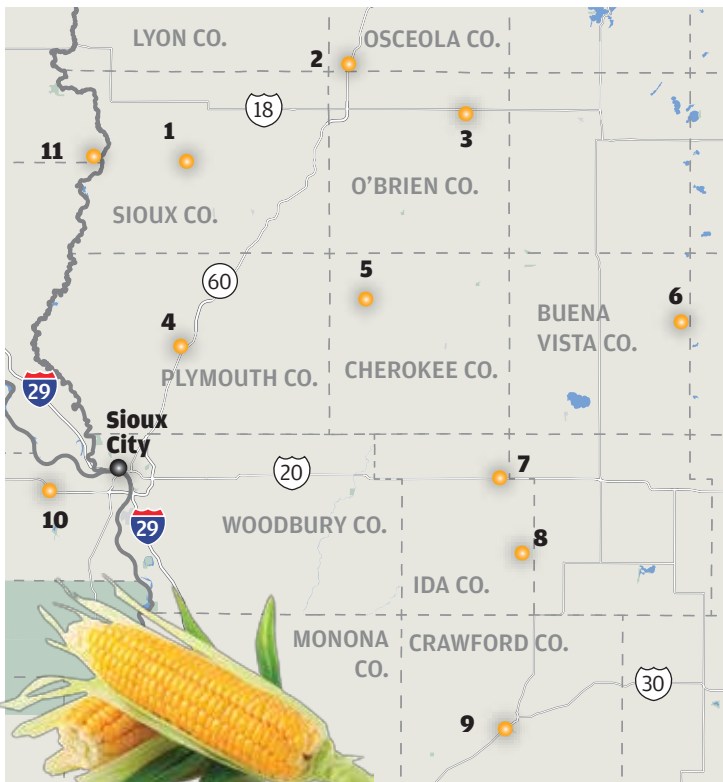 LYON CO.
OSCEOLA CO.
2
18
3
11
1
O'BRIEN CO.
SIOUX CO.
60
5
6
BUENA
VISTA CO.
4
PLYMOUTH CO.
CHEROKEE CO.
29
Sioux
City
20
7
10
29
WOODBURY CO.
8
IDA CO.
MONONA
CO.
CRAWFORD CO.
30
9